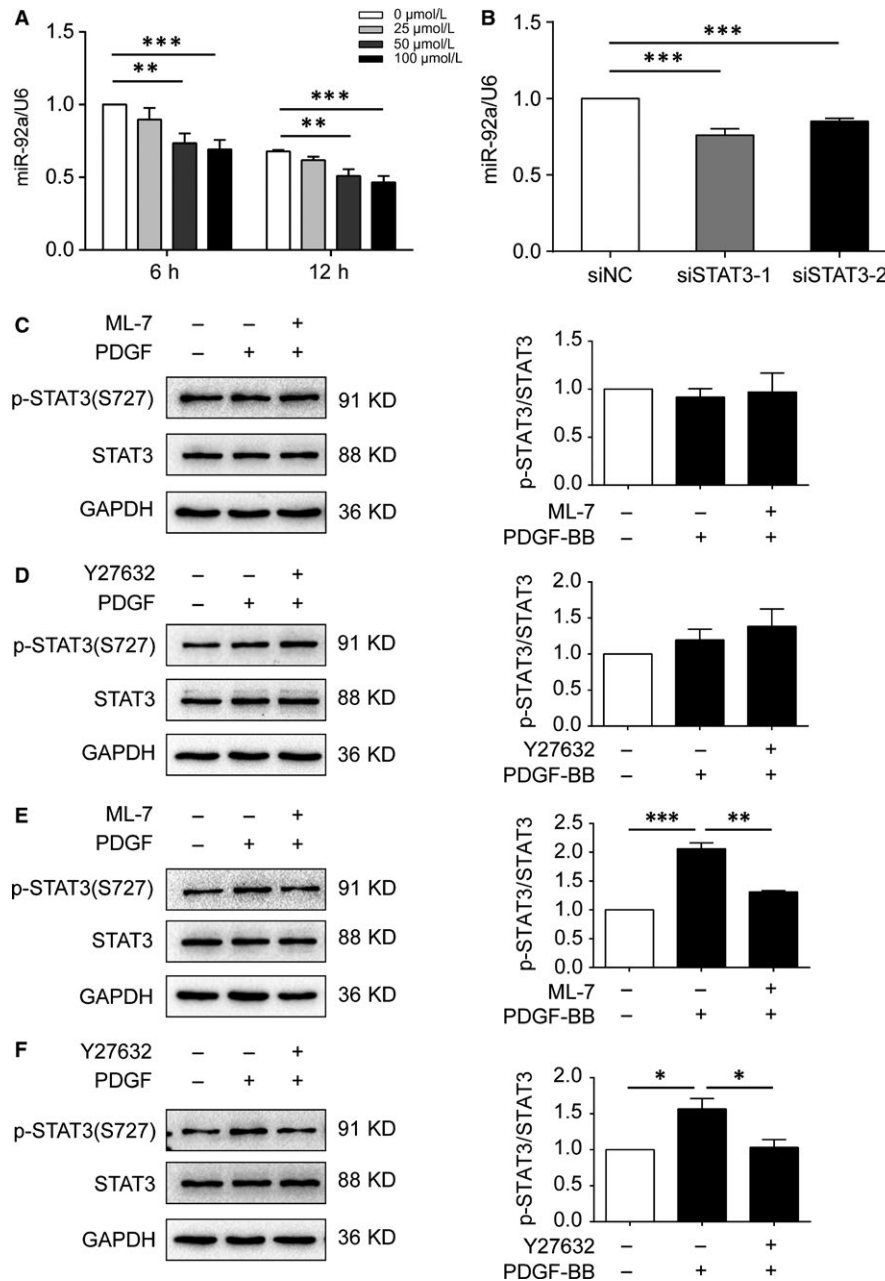 A
0 µmol/L
25 µmol/L
50 µmol/L
100 µmol/L
***
**
***
**
miR-92a/U6
1.5
1.0
0.5
0.0
6 h
12 h
B
***
***
miR-92a/U6
1.5
1.0
0.5
0.0
siNC
siSTAT3-1
siSTAT3-2
C
ML-7 – – +
PDGF – + +
p-STAT3(S727) 91 KD
STAT3 88 KD
GAPDH 36 KD
p-STAT3/STAT3
1.5
1.0
0.5
0.0
ML-7 – – +
PDGF-BB – + +
D
Y27632 – – +
PDGF – + +
p-STAT3(S727) 91 KD
STAT3 88 KD
GAPDH 36 KD
p-STAT3/STAT3
2.0
1.5
1.0
0.5
0.0
Y27632 – – +
PDGF-BB – + +
E
ML-7 – – +
PDGF – + +
p-STAT3(S727) 91 KD
STAT3 88 KD
GAPDH 36 KD
*** **
p-STAT3/STAT3
2.5
2.0
1.5
1.0
0.5
0.0
ML-7 – – +
PDGF-BB – + +
F
Y27632 – – +
PDGF – + +
p-STAT3(S727) 91 KD
STAT3 88 KD
GAPDH 36 KD
* *
p-STAT3/STAT3
2.0
1.5
1.0
0.5
0.0
Y27632 – – +
PDGF-BB – + +